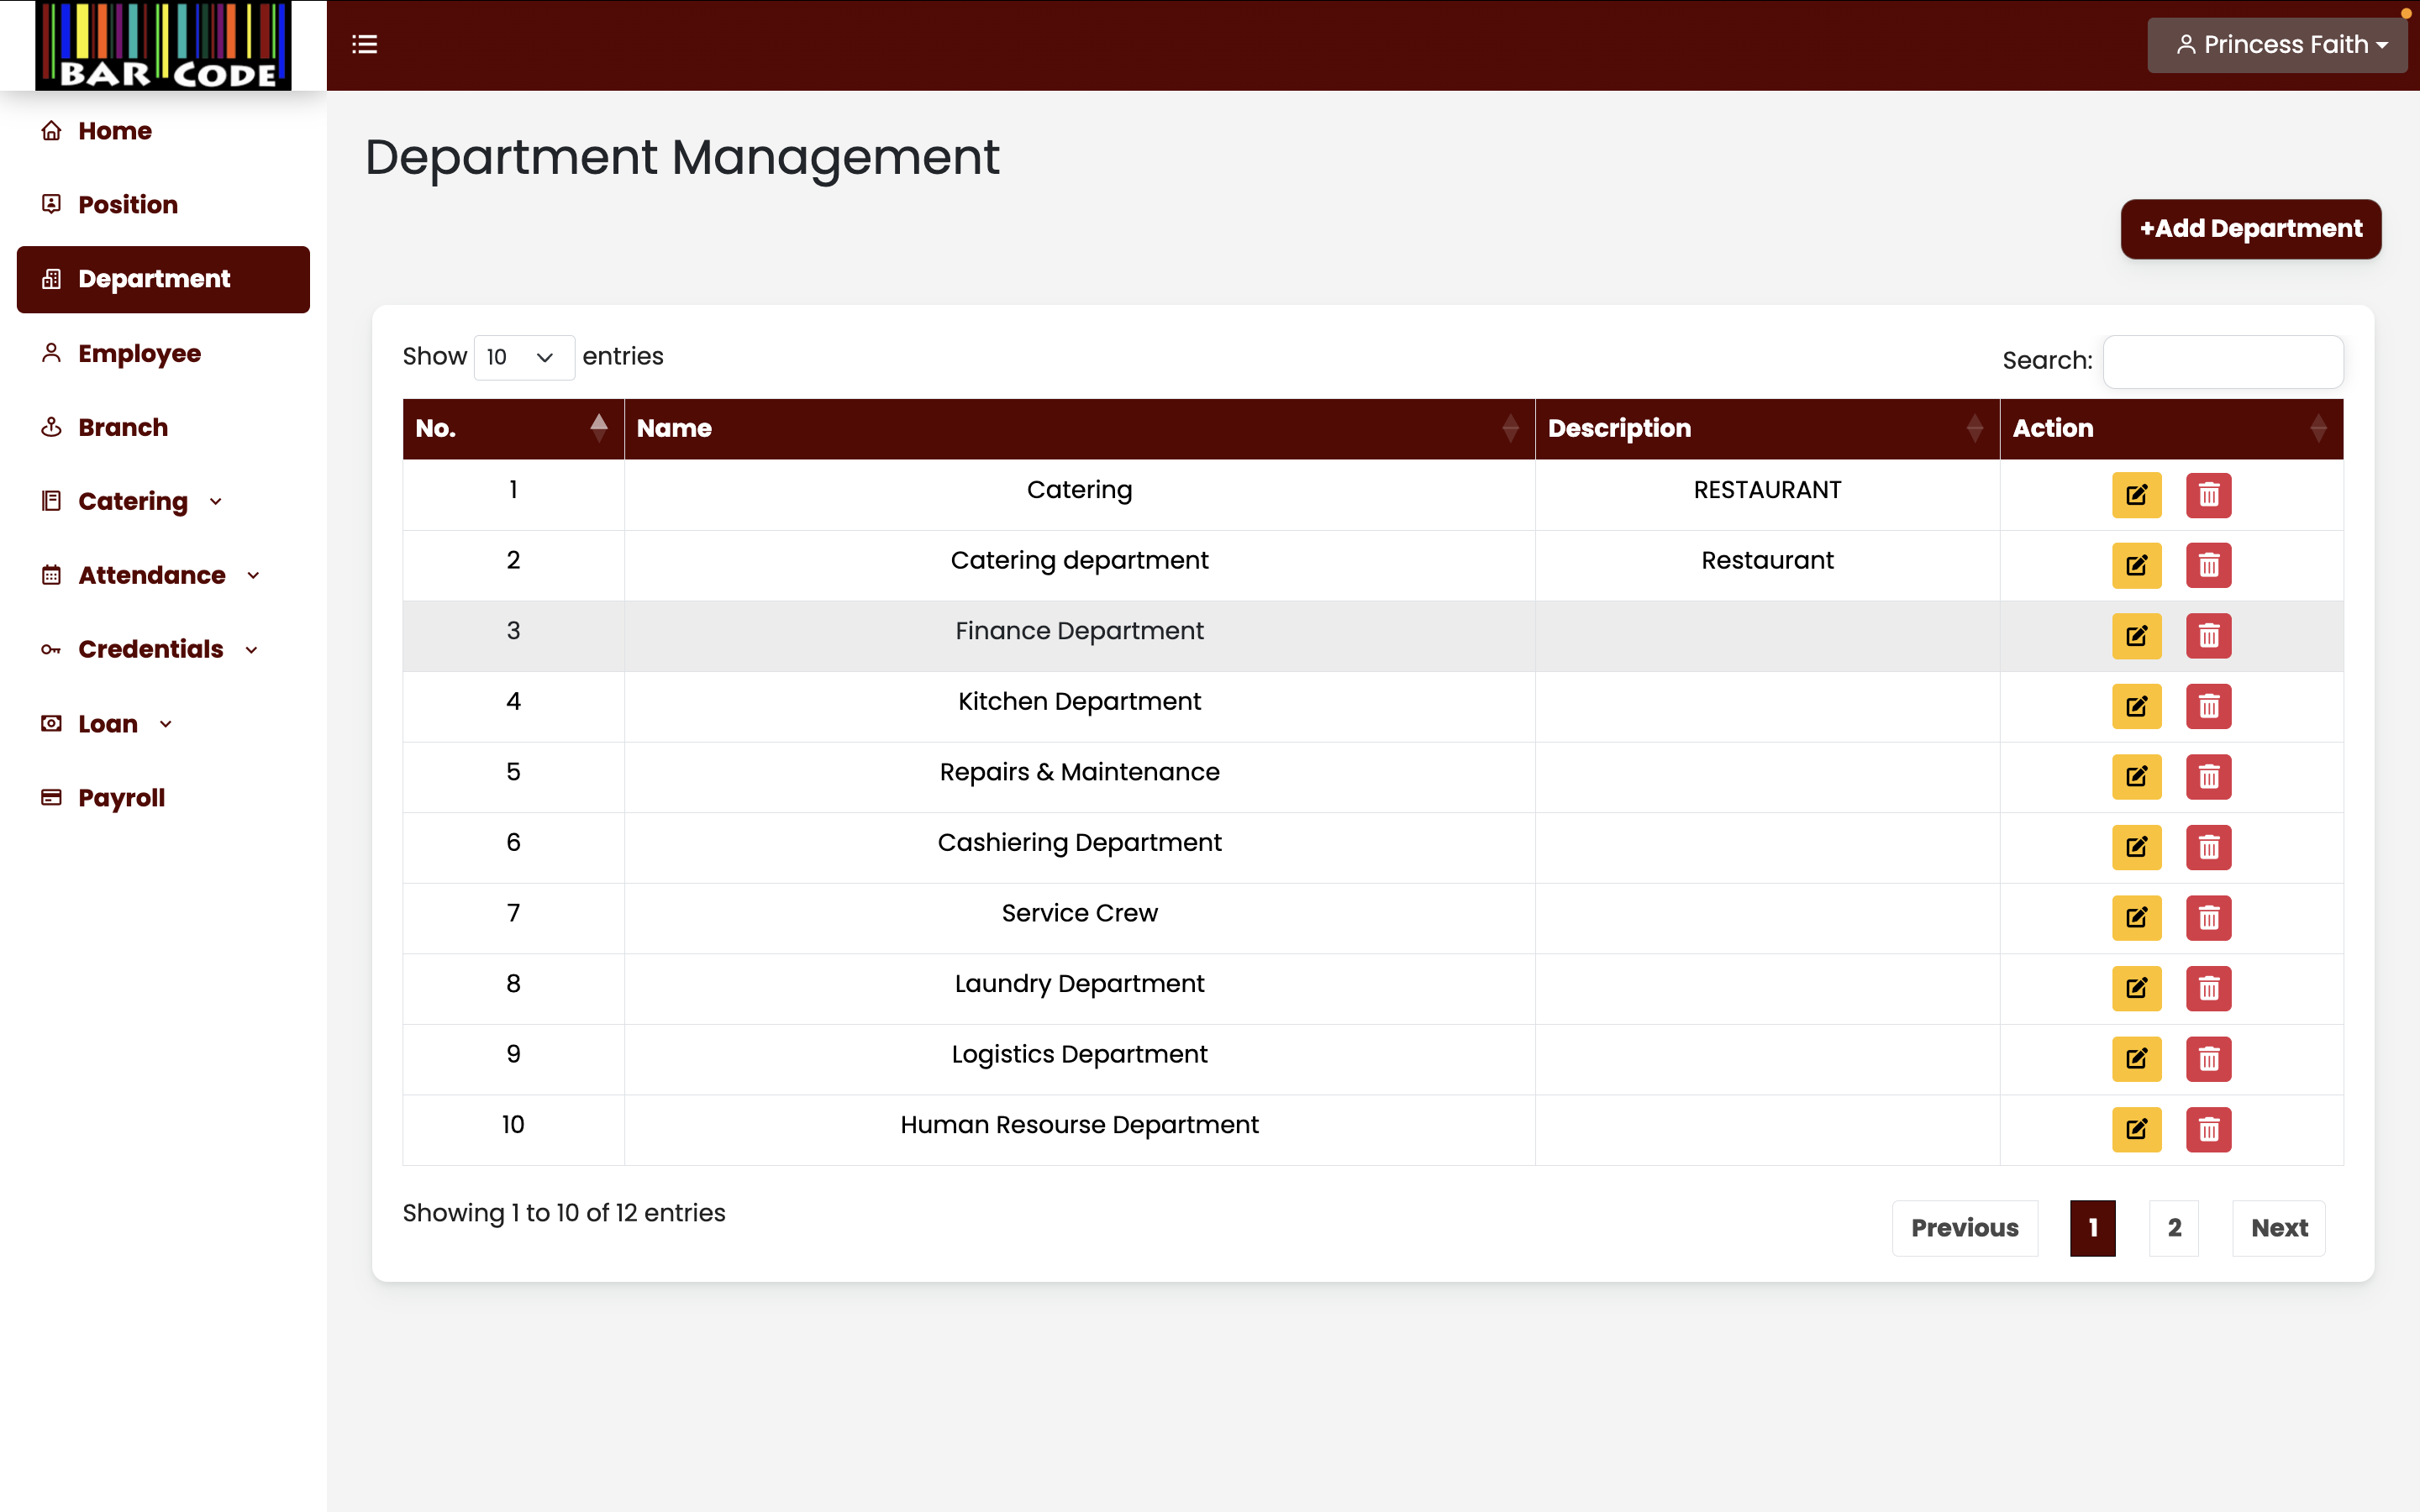 BAR CODE
Princess Faith
Home
Position
Department
Employee
Branch
Catering
Attendance
Credentials
Loan
Payroll
Department Management
+Add Department
Show 10 entries
Search:
No. Name Description Action
1 Catering RESTAURANT
2 Catering department Restaurant
3 Finance Department
4 Kitchen Department
5 Repairs & Maintenance
6 Cashiering Department
7 Service Crew
8 Laundry Department
9 Logistics Department
10 Human Resourse Department
Showing 1 to 10 of 12 entries
Previous 1 2 Next